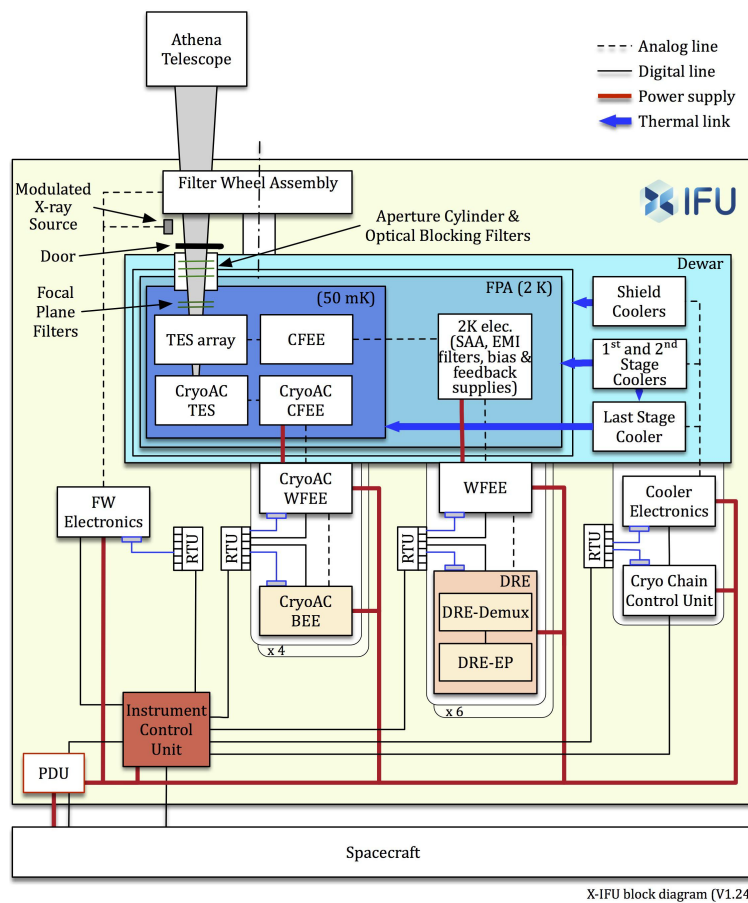 Athena
Telescope
Analog line
Digital line
Power supply
Thermal link
Filter Wheel Assembly
Modulated
X-ray
Source
IFU
Aperture Cylinder &
Optical Blocking Filters
Door
Dewar
Focal
Plane
Filters
(50 mK)
FPA (2 K)
Shield
Coolers
TES array
CFEE
2K elec.
(SAA, EMI
filters, bias &
feedback
supplies)
1st and 2nd
Stage
Coolers
CryoAC
TES
CryoAC
CFEE
Last Stage
Cooler
CryoAC
WFEE
WFEE
FW
Electronics
Cooler
Electronics
RTU
RTU
RTU
RTU
DRE
CryoAC
BEE
DRE-Demux
DRE-EP
Cryo Chain
Control Unit
x 4
x 6
Instrument
Control
Unit
PDU
Spacecraft
X-IFU block diagram (V1.24